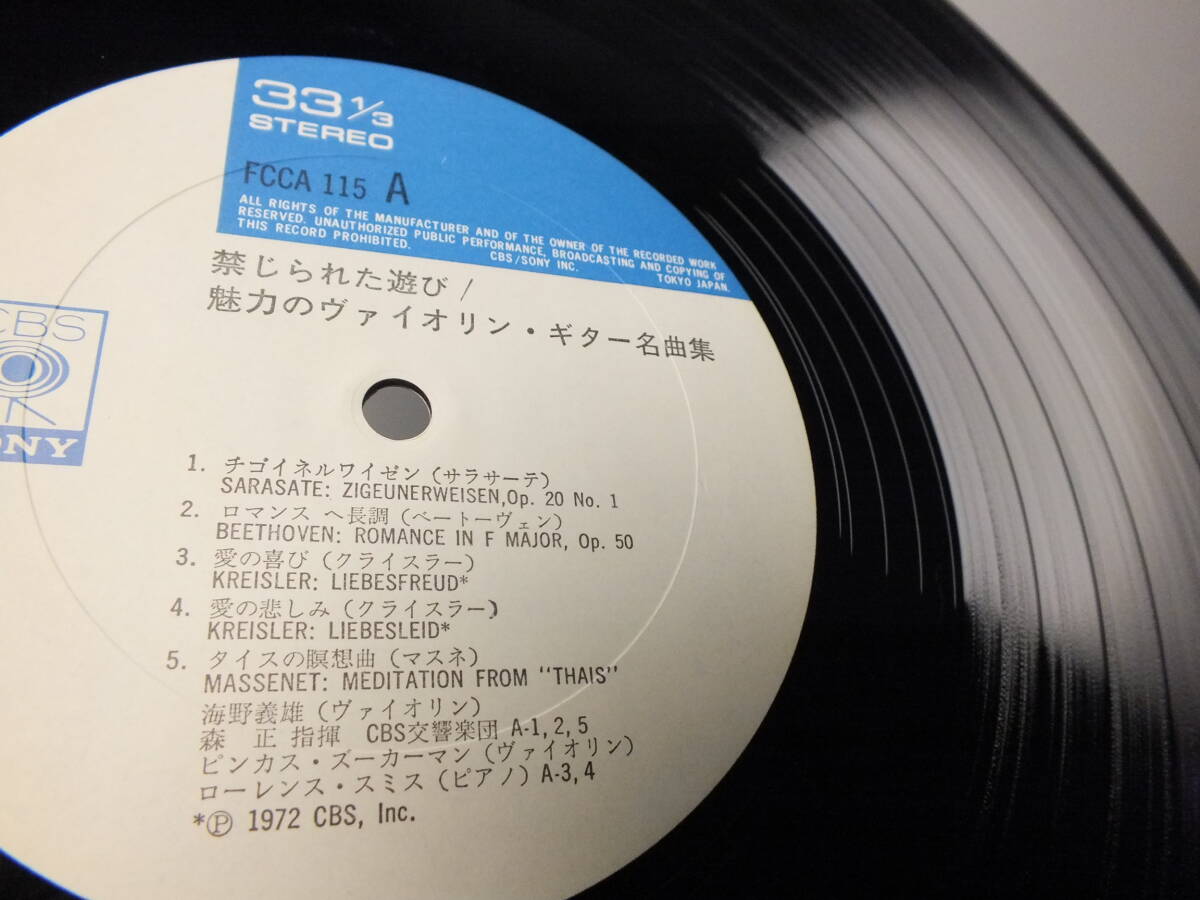 33 1/3
STEREO
FCCA 115 A
ALL RIGHTS OF THE MANUFACTURER AND OF THE OWNER OF THE RECORDED WORK
RESERVED. UNAUTHORIZED PUBLIC PERFORMANCE, BROADCASTING AND COPYING OF
THIS RECORD PROHIBITED. CBS/SONY INC. TOKYO JAPAN.
禁じられた遊び/
魅力のヴァイオリン・ギター名曲集
CBS
ONY
1. チゴイネルワイゼン(サラサーテ)
SARASATE: ZIGEUNERWEISEN, Op. 20 No. 1
2. ロマンス ヘ長調(ベートーヴェン)
BEETHOVEN: ROMANCE IN F MAJOR, Op. 50
3. 愛の喜び(クライスラー)
KREISLER: LIEBESFREUD*
4. 愛の悲しみ(クライスラー)
KREISLER: LIEBESLEID*
5. タイスの瞑想曲(マスネ)
MASSENET: MEDITATION FROM "THAIS"
海野義雄(ヴァイオリン)
森 正 指揮 CBS交響楽団 A-1, 2, 5
ピンカス・ズーカーマン(ヴァイオリン)
ローレンス・スミス(ピアノ) A-3, 4
*Ⓟ 1972 CBS, Inc.